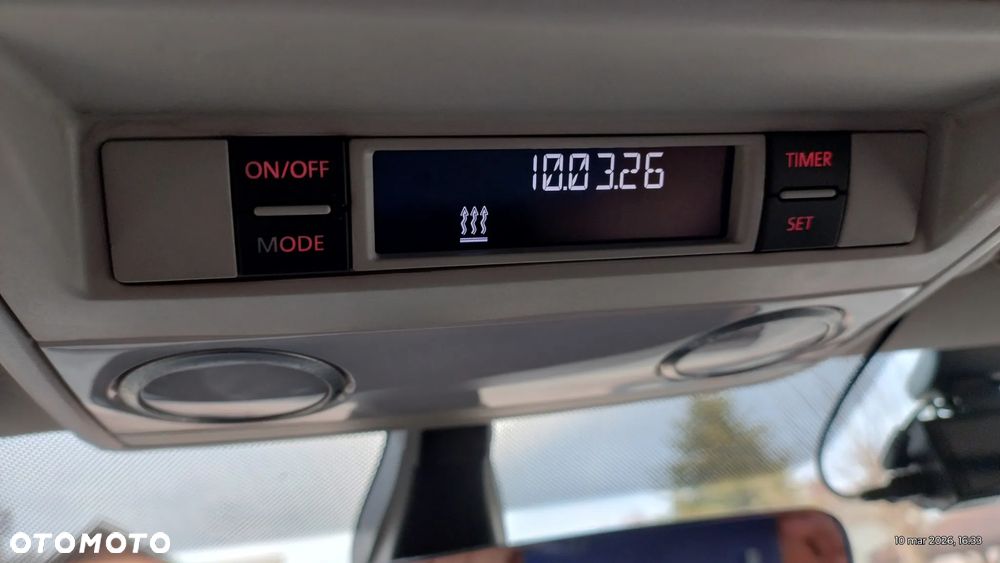 ON/OFF
MODE
10.03.26
TIMER
SET
OTOMOTO
10 mar 2026, 16:33